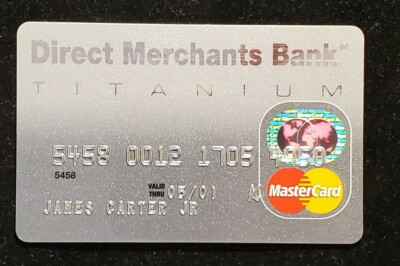 Direct Merchants Bank
TITANIUM
5458 0012 1705
5458
VALID THRU 05/01
JAMES CARTER JR
MasterCard